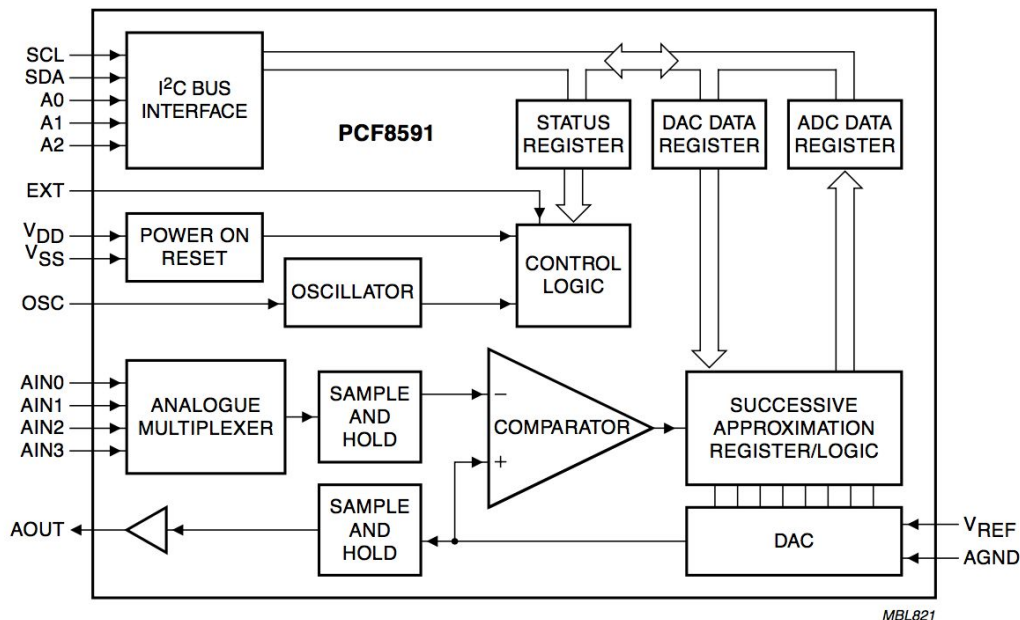 SCL
SDA
A0
A1
A2
I²C BUS
INTERFACE
PCF8591
STATUS
REGISTER
DAC DATA
REGISTER
ADC DATA
REGISTER
EXT
VDD
VSS
POWER ON
RESET
OSC
OSCILLATOR
CONTROL
LOGIC
AIN0
AIN1
AIN2
AIN3
ANALOGUE
MULTIPLEXER
SAMPLE
AND
HOLD
−
+
COMPARATOR
SUCCESSIVE
APPROXIMATION
REGISTER/LOGIC
AOUT
SAMPLE
AND
HOLD
DAC
VREF
AGND
MBL821